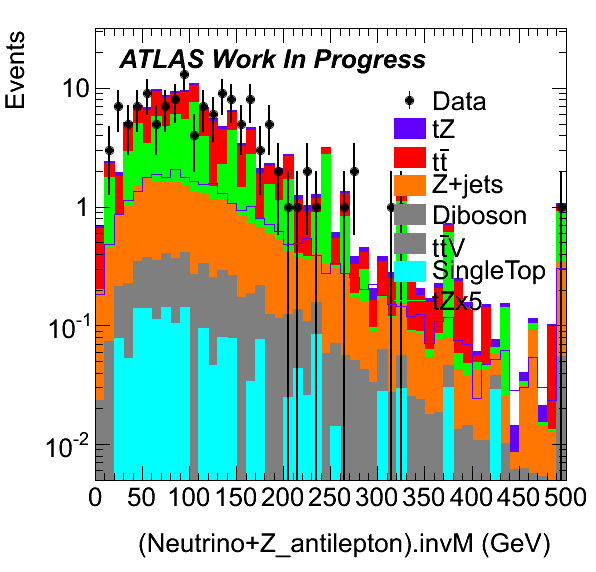 Events
ATLAS Work In Progress
Data
tZ
tt̄
Z+jets
Diboson
tt̄V
SingleTop
tZx5
10
1
10⁻¹
10⁻²
0 50 100 150 200 250 300 350 400 450 500
(Neutrino+Z_antilepton).invM (GeV)